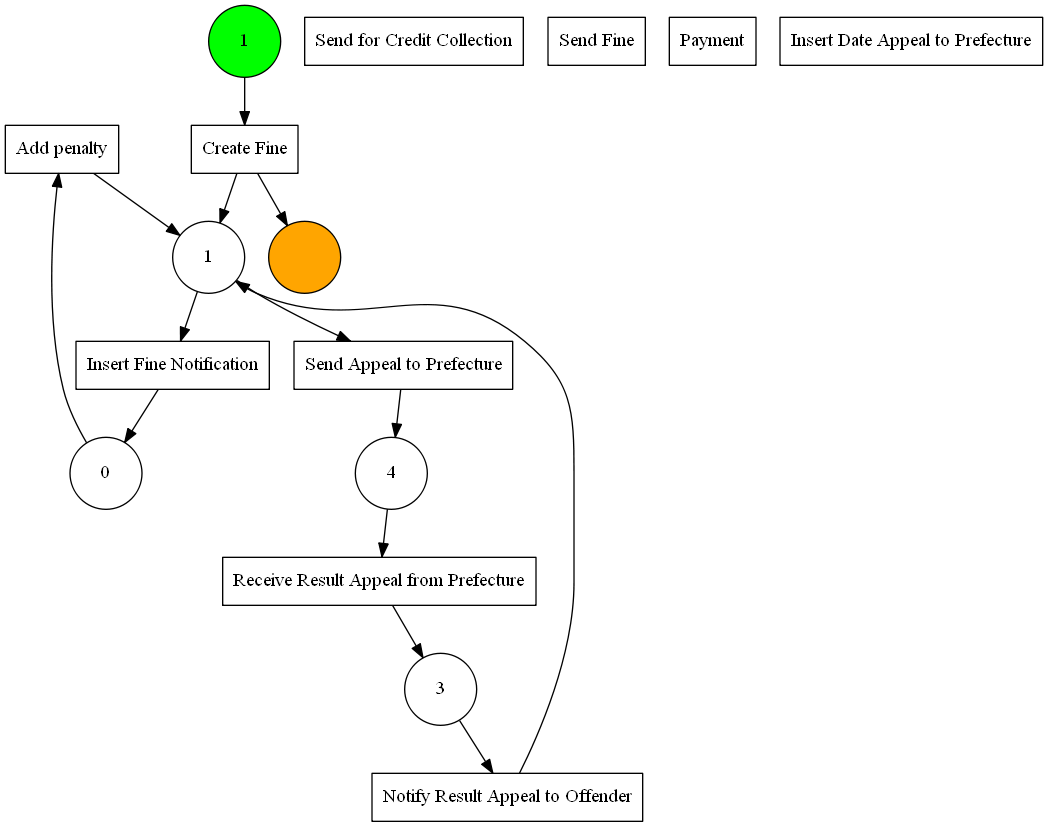 1
Send for Credit Collection
Send Fine
Payment
Insert Date Appeal to Prefecture
Add penalty
Create Fine
1
Insert Fine Notification
Send Appeal to Prefecture
0
4
Receive Result Appeal from Prefecture
3
Notify Result Appeal to Offender